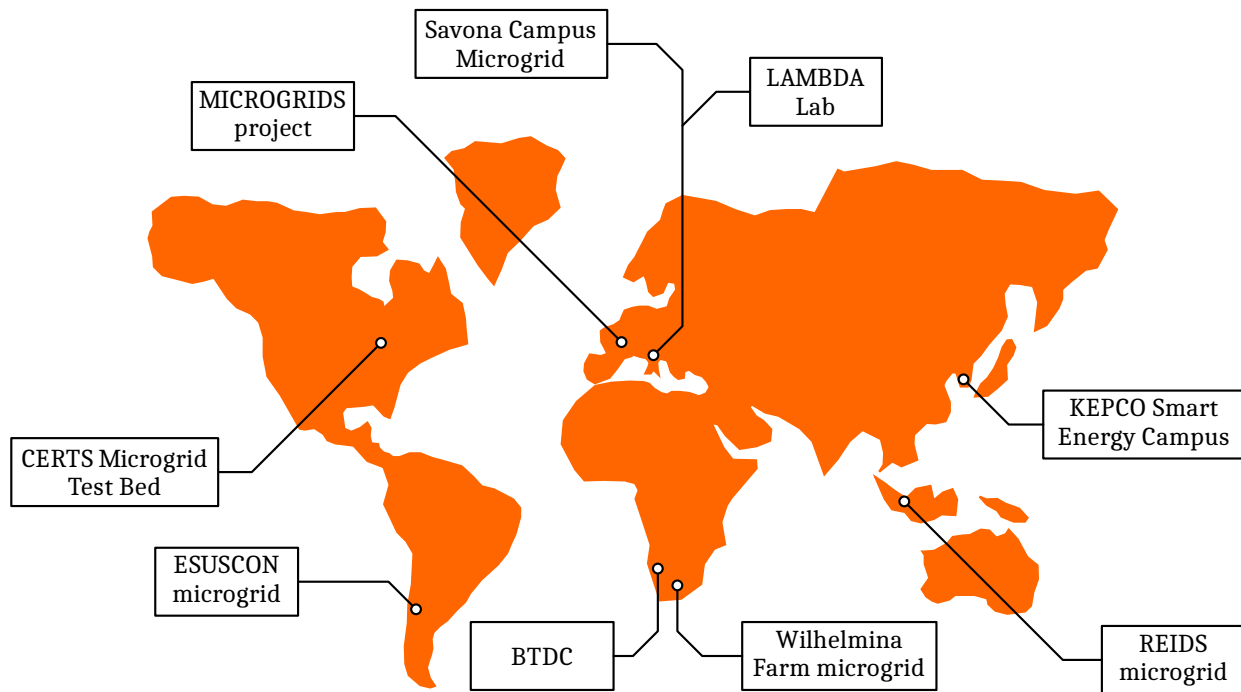 Savona Campus
Microgrid
LAMBDA
Lab
MICROGRIDS
project
KEPCO Smart
Energy Campus
CERTS Microgrid
Test Bed
ESUSCON
microgrid
BTDC
Wilhelmina
Farm microgrid
REIDS
microgrid